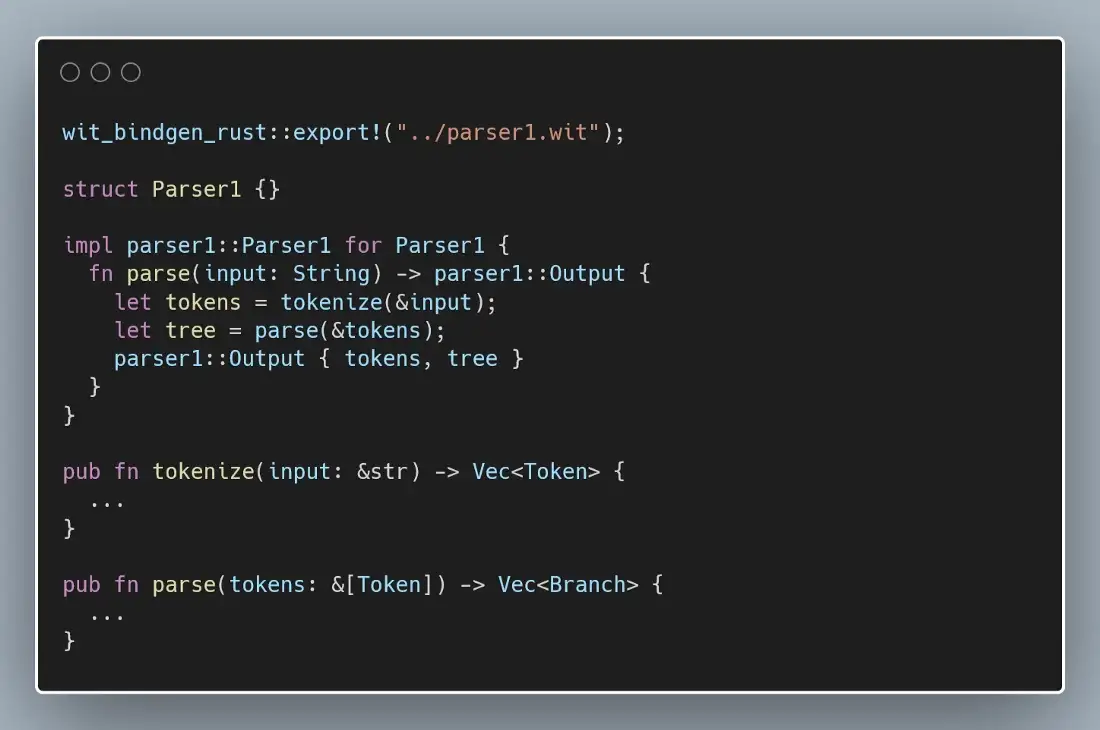 wit_bindgen_rust::export!("../parser1.wit");
struct Parser1 {}
impl parser1::Parser1 for Parser1 {
  fn parse(input: String) -> parser1::Output {
    let tokens = tokenize(&input);
    let tree = parse(&tokens);
    parser1::Output { tokens, tree }
  }
}
pub fn tokenize(input: &str) -> Vec<Token> {
  ...
}
pub fn parse(tokens: &[Token]) -> Vec<Branch> {
  ...
}